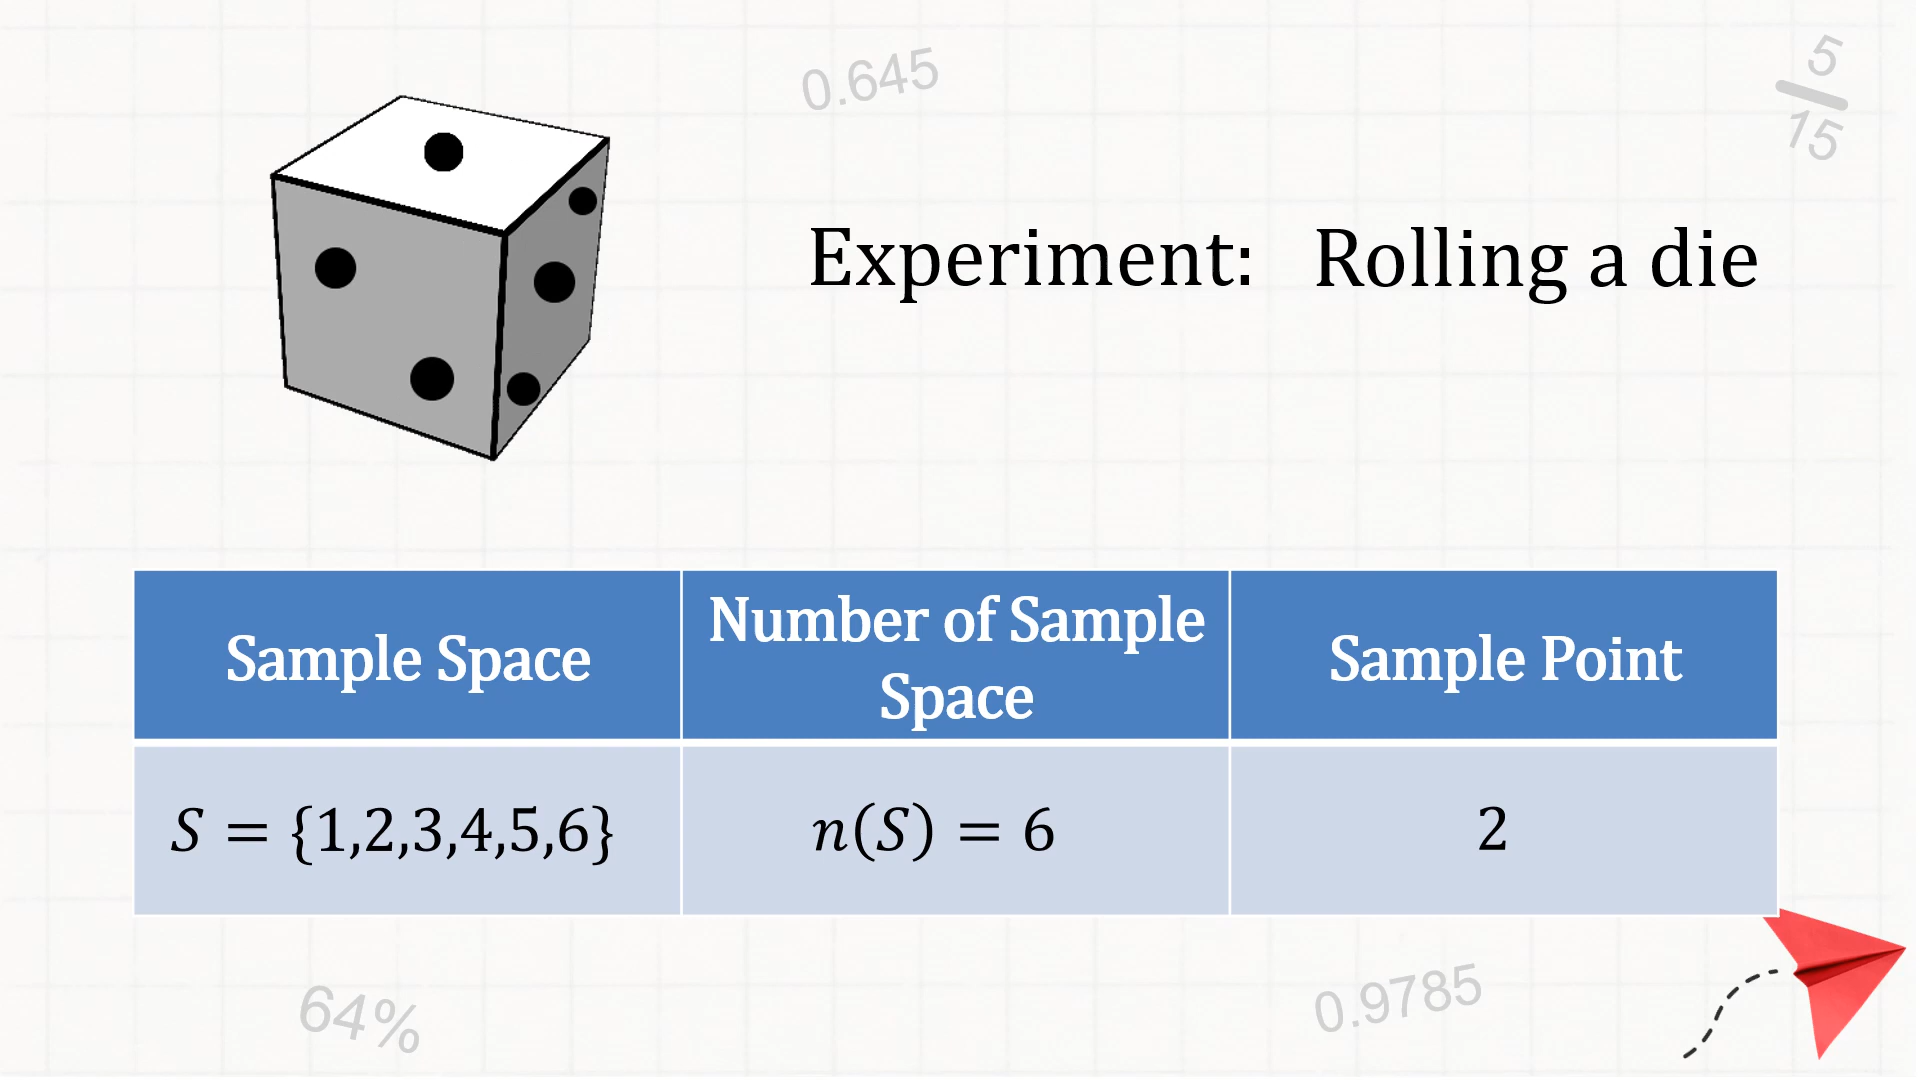 0.645
5
15
Experiment: Rolling a die
Sample Space
Number of Sample
Space
Sample Point
S = {1,2,3,4,5,6}
n(S) = 6
2
64%
0.9785